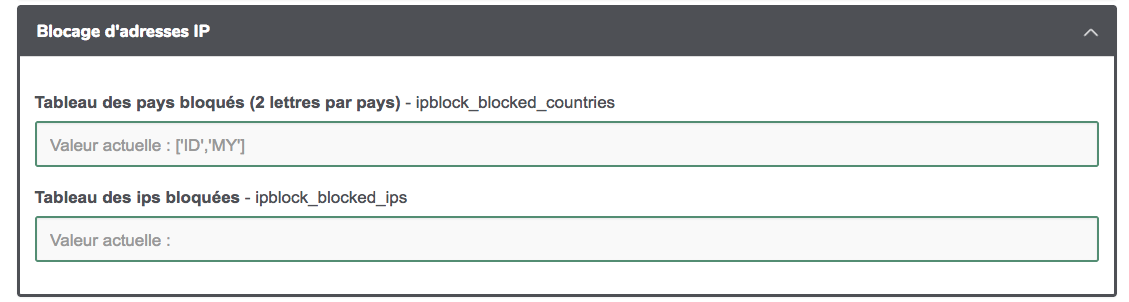 Blocage d'adresses IP
Tableau des pays bloqués (2 lettres par pays) - ipblock_blocked_countries
Valeur actuelle : ['ID','MY']
Tableau des ips bloquées - ipblock_blocked_ips
Valeur actuelle :